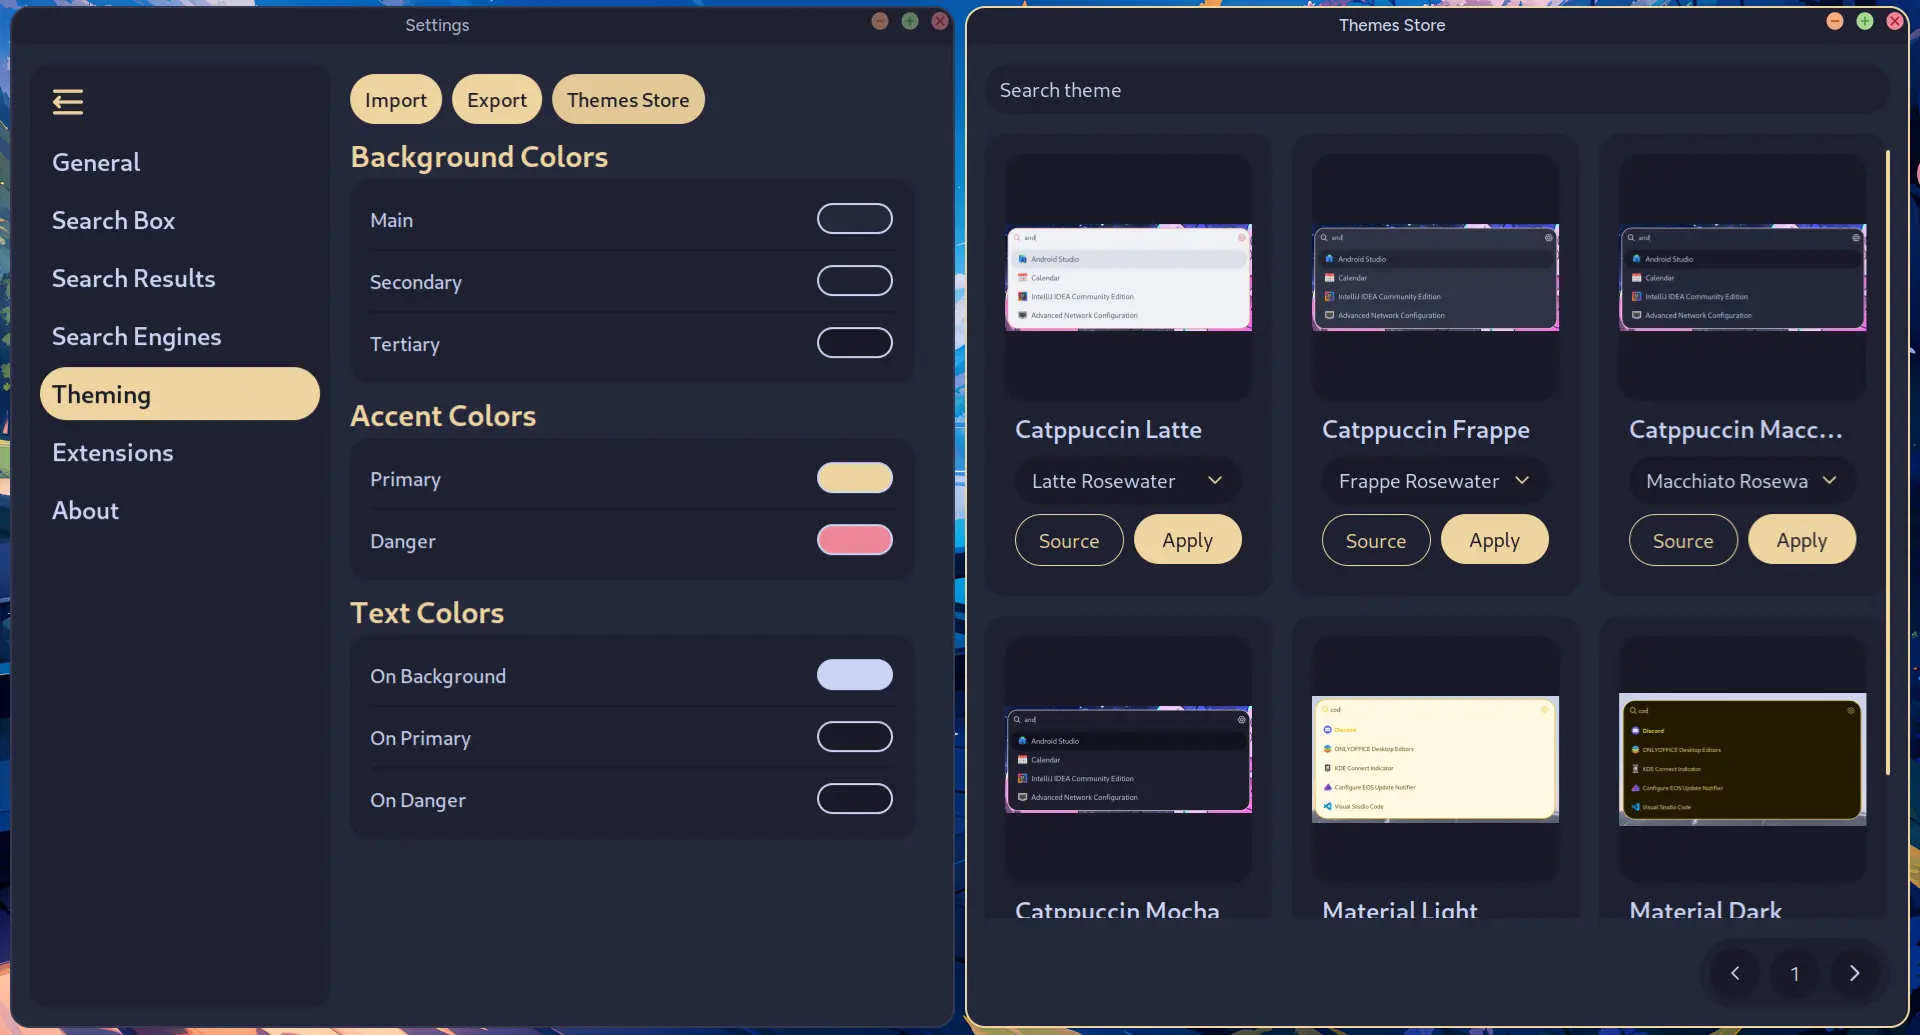 Settings
General
Search Box
Search Results
Search Engines
Theming
Extensions
About
Import
Export
Themes Store
Background Colors
Main
Secondary
Tertiary
Accent Colors
Primary
Danger
Text Colors
On Background
On Primary
On Danger
Themes Store
Search theme
and
Android Studio
Calendar
IntelliJ IDEA Community Edition
Advanced Network Configuration
Catppuccin Latte
Latte Rosewater
Source
Apply
and
Android Studio
Calendar
IntelliJ IDEA Community Edition
Advanced Network Configuration
Catppuccin Frappe
Frappe Rosewater
Source
Apply
and
Android Studio
Calendar
IntelliJ IDEA Community Edition
Advanced Network Configuration
Catppuccin Macc...
Macchiato Rosewa
Source
Apply
and
Android Studio
Calendar
IntelliJ IDEA Community Edition
Advanced Network Configuration
Catppuccin Mocha
cod
Discord
ONLYOFFICE Desktop Editors
KDE Connect Indicator
Configure EOS Update Notifier
Visual Studio Code
Material Light
cod
Discord
ONLYOFFICE Desktop Editors
KDE Connect Indicator
Configure EOS Update Notifier
Visual Studio Code
Material Dark
1